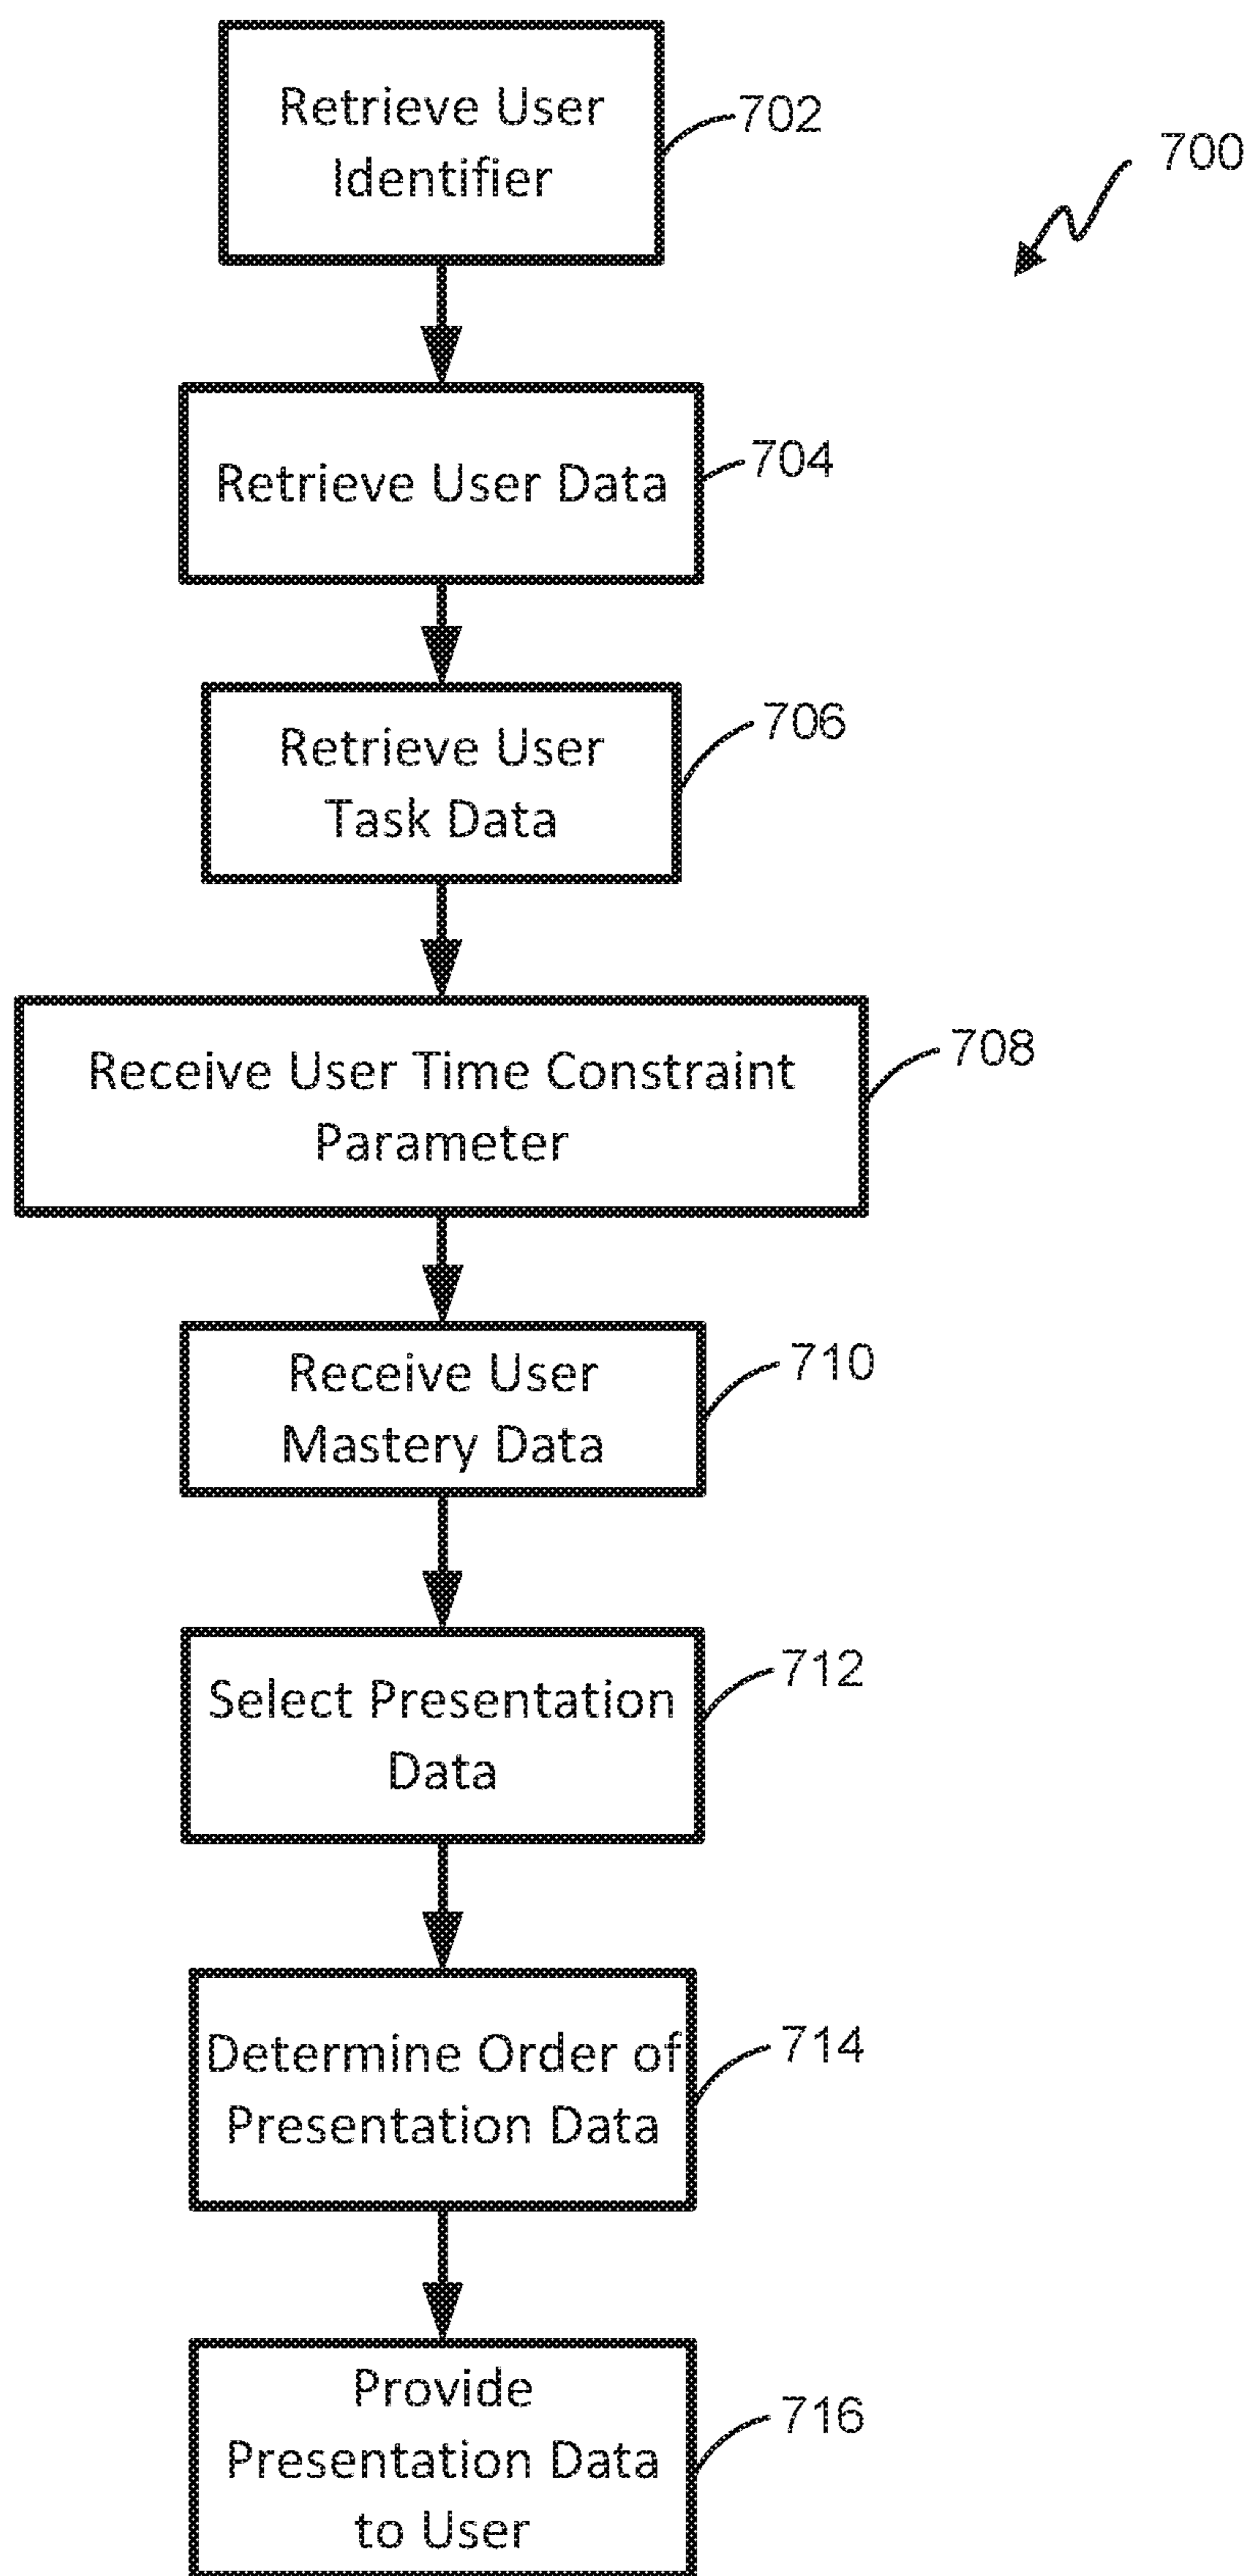 Retrieve User
Identifier
702
700
Retrieve User Data
704
Retrieve User
Task Data
706
Receive User Time Constraint
Parameter
708
Receive User
Mastery Data
710
Select Presentation
Data
712
Determine Order of
Presentation Data
714
Provide
Presentation Data
to User
716